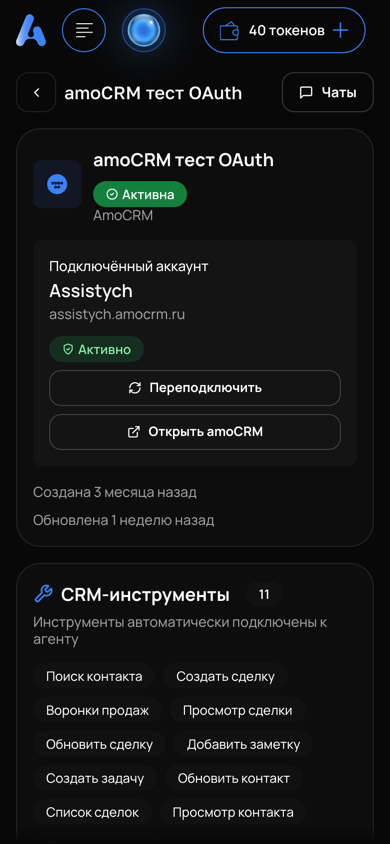 40 токенов
amoCRM тест OAuth
Чаты
amoCRM тест OAuth
Активна
AmoCRM
Подключённый аккаунт
Assistych
assistych.amocrm.ru
Активно
Переподключить
Открыть amoCRM
Создана 3 месяца назад
Обновлена 1 неделю назад
CRM-инструменты 11
Инструменты автоматически подключены к
агенту
Поиск контакта Создать сделку
Воронки продаж Просмотр сделки
Обновить сделку Добавить заметку
Создать задачу Обновить контакт
Список сделок Просмотр контакта